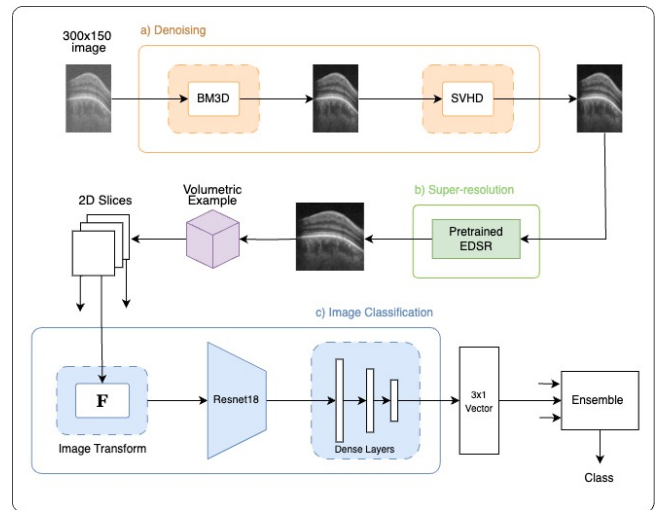 300x150
image
a) Denoising
BM3D
SVHD
b) Super-resolution
Pretrained
EDSR
Volumetric
Example
2D Slices
c) Image Classification
F
Image Transform
Resnet18
Dense Layers
3x1
Vector
Ensemble
Class